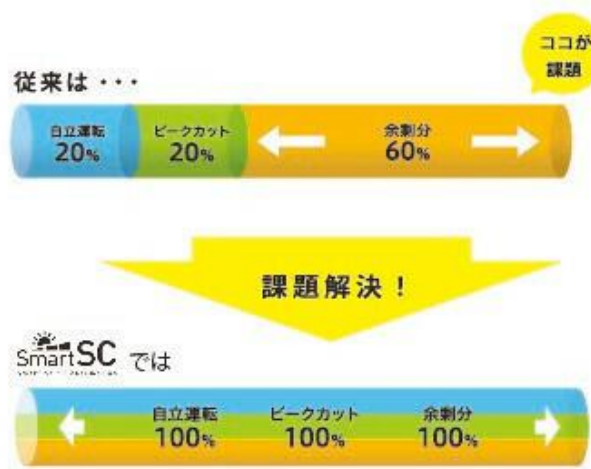 ココが
課題
従来は・・・
自立運転
20%
ピークカット
20%
余剰分
60%
課題解決！
SmartSC では
自立運転
100%
ピークカット
100%
余剰分
100%